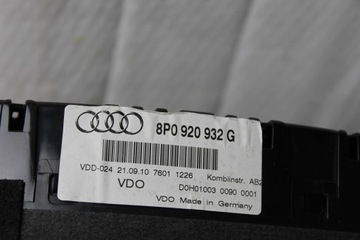 8P0 920 932 G
VDD-024 21.09.10 7601 1226 Kombiinstr. AB2
VDO D0H01003 0090 0001
VDO Made in Germany